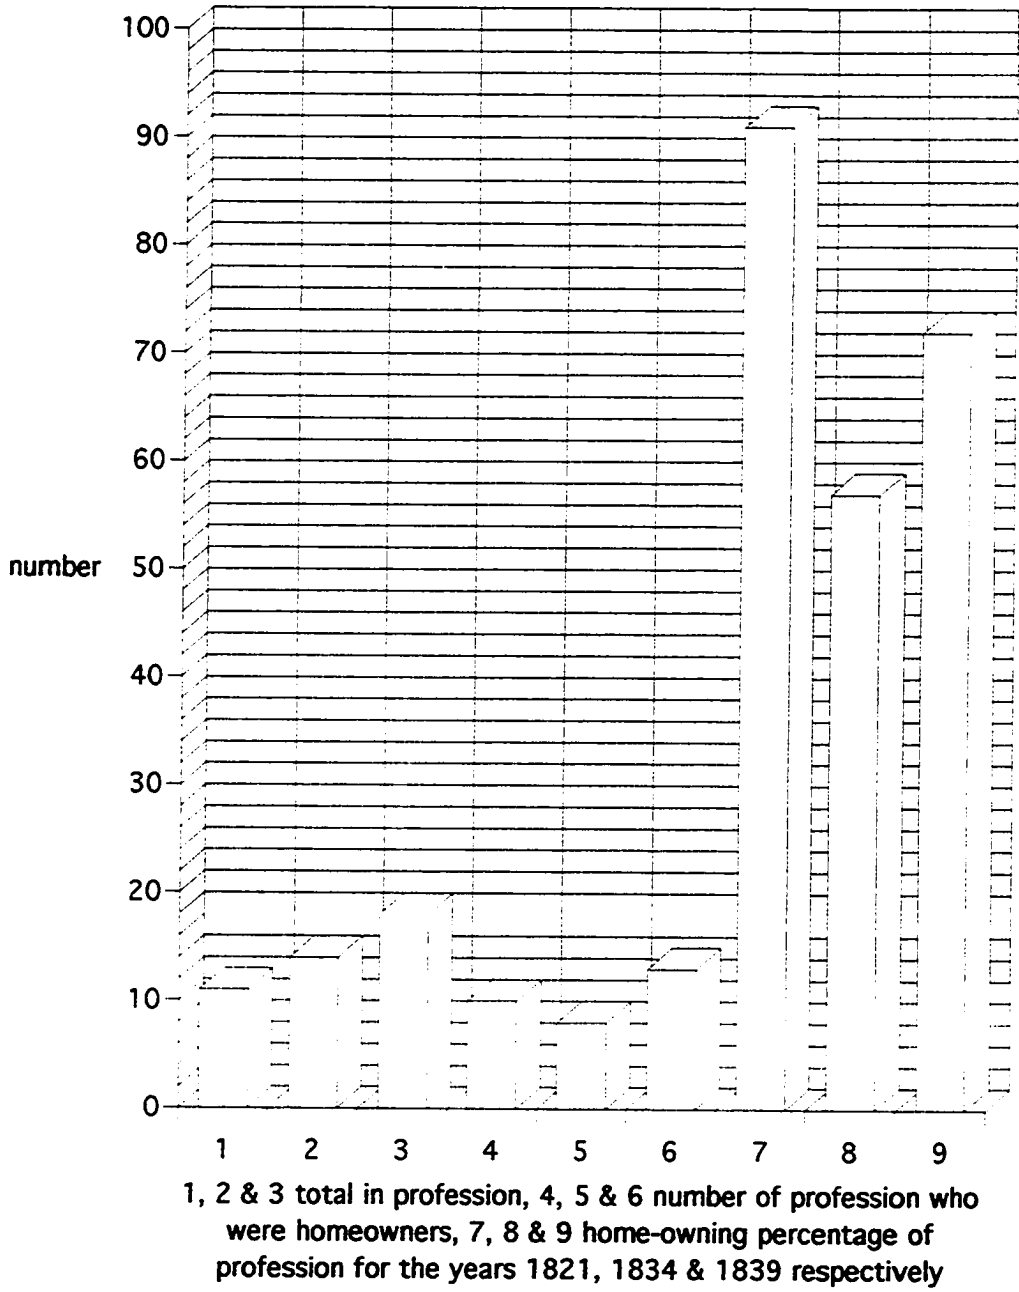 100
90
80
70
60
number 50
40
30
20
10
0
1 2 3 4 5 6 7 8 9
1, 2 & 3 total in profession, 4, 5 & 6 number of profession who
were homeowners, 7, 8 & 9 home-owning percentage of
profession for the years 1821, 1834 & 1839 respectively